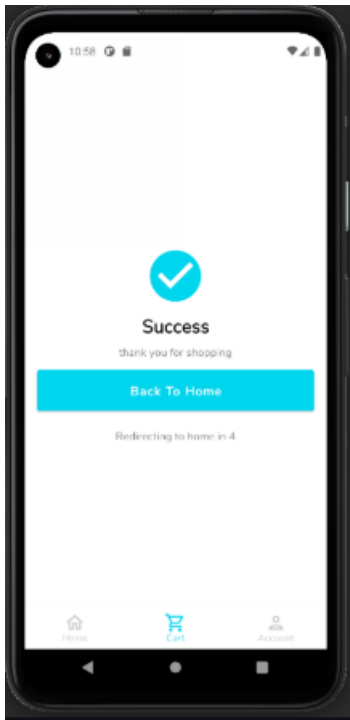 10:58
Success
thank you for shopping
Back To Home
Redirecting to home in 4
Home
Cart
Account